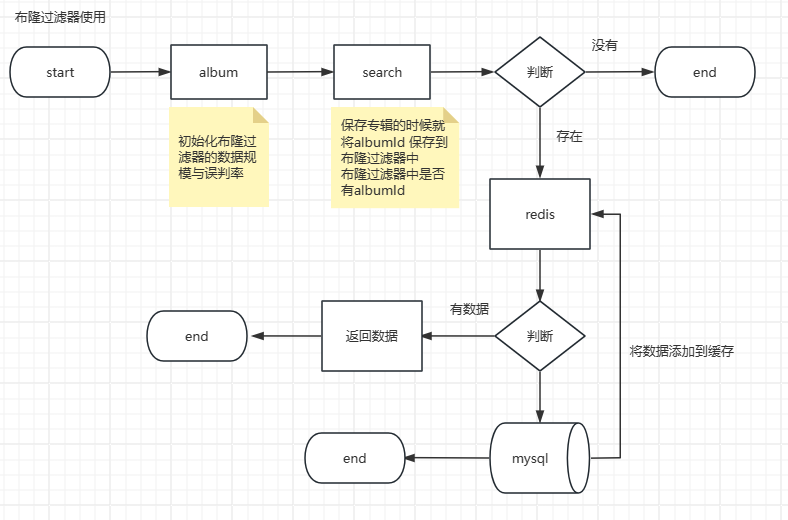 布隆过滤器使用
start
album
search
判断
没有
end
初始化布隆过
滤器的数据规
模与误判率
保存专辑的时候就
将albumId 保存到
布隆过滤器中
布隆过滤器中是否
有albumId
存在
redis
有数据
end
返回数据
判断
将数据添加到缓存
end
mysql